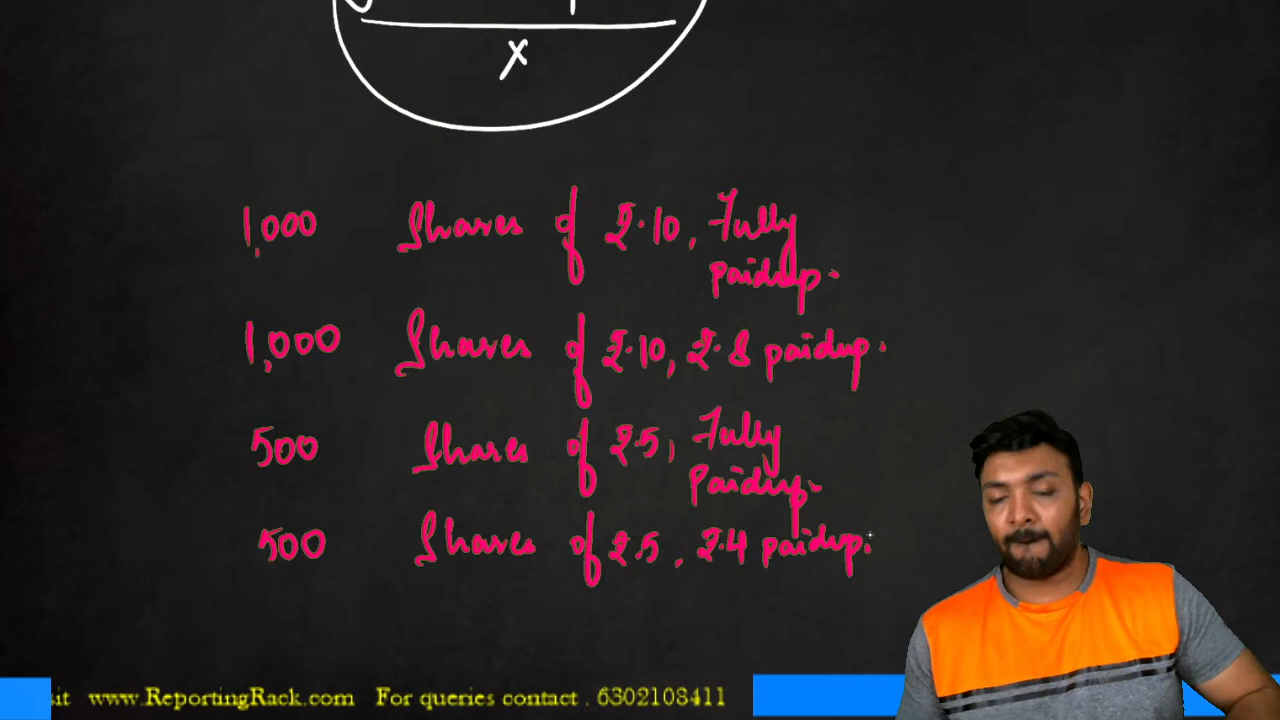 x
1,000 Shares of ₹.10, Fully
paidup.
1,000 Shares of ₹.10, ₹.8 paidup.
500 Shares of ₹.5, Fully
Paidup.
500 Shares of ₹.5, ₹.4 paidup.
sit www.ReportingRack.com For queries contact . 6302108411